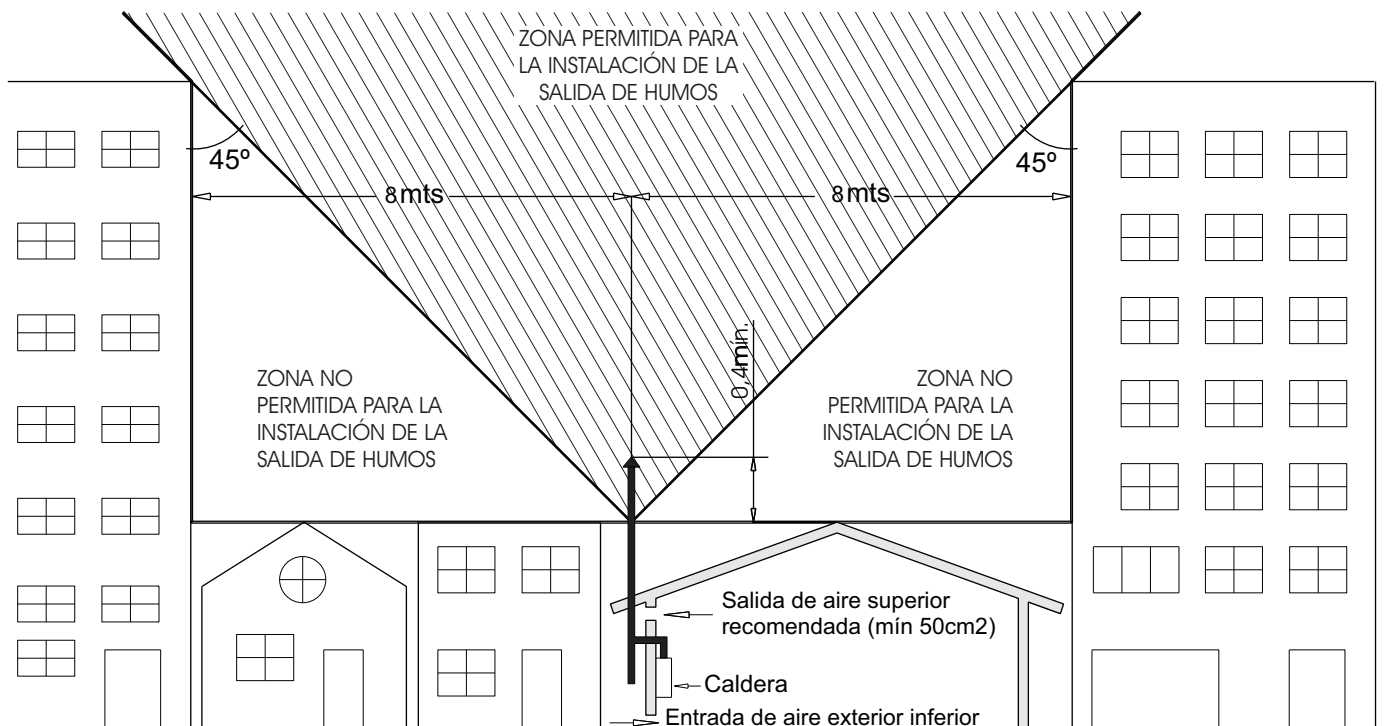 ZONA PERMITIDA PARA
LA INSTALACIÓN DE LA
SALIDA DE HUMOS
45º
45º
8mts
8mts
0,4mín.
ZONA NO
PERMITIDA PARA LA
INSTALACIÓN DE LA
SALIDA DE HUMOS
ZONA NO
PERMITIDA PARA LA
INSTALACIÓN DE LA
SALIDA DE HUMOS
Salida de aire superior
recomendada (mín 50cm2)
Caldera
Entrada de aire exterior inferior